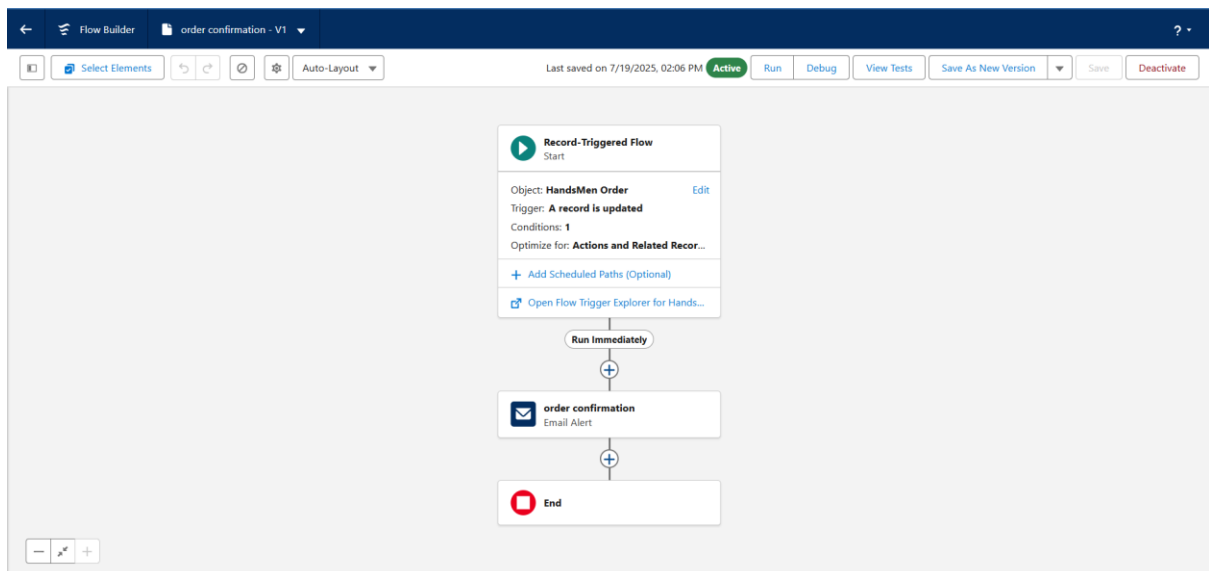 Flow Builder
order confirmation - V1
? 
Select Elements
Auto-Layout
Last saved on 7/19/2025, 02:06 PM
Active
Run
Debug
View Tests
Save As New Version
Save
Deactivate
Record-Triggered Flow
Start
Object: HandsMen Order
Edit
Trigger: A record is updated
Conditions: 1
Optimize for: Actions and Related Recor...
+ Add Scheduled Paths (Optional)
Open Flow Trigger Explorer for Hands...
Run Immediately
order confirmation
Email Alert
End